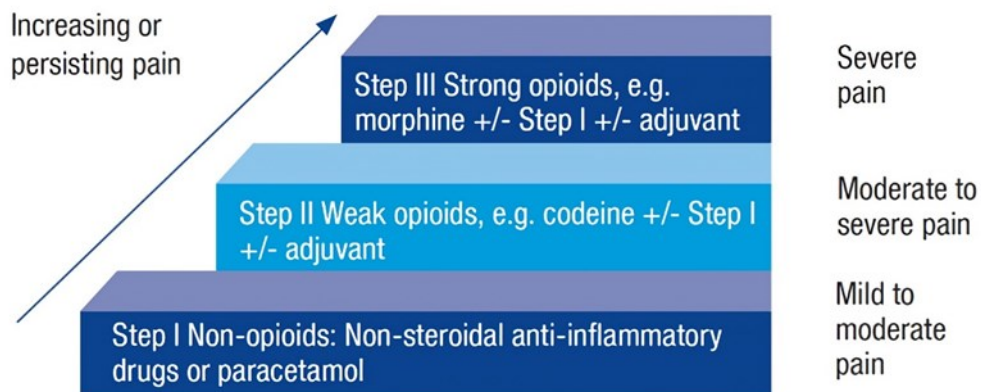 Increasing or
persisting pain
Step III Strong opioids, e.g.
morphine +/- Step I +/- adjuvant
Severe
pain
Step II Weak opioids, e.g. codeine +/- Step I
+/- adjuvant
Moderate to
severe pain
Step I Non-opioids: Non-steroidal anti-inflammatory
drugs or paracetamol
Mild to
moderate
pain